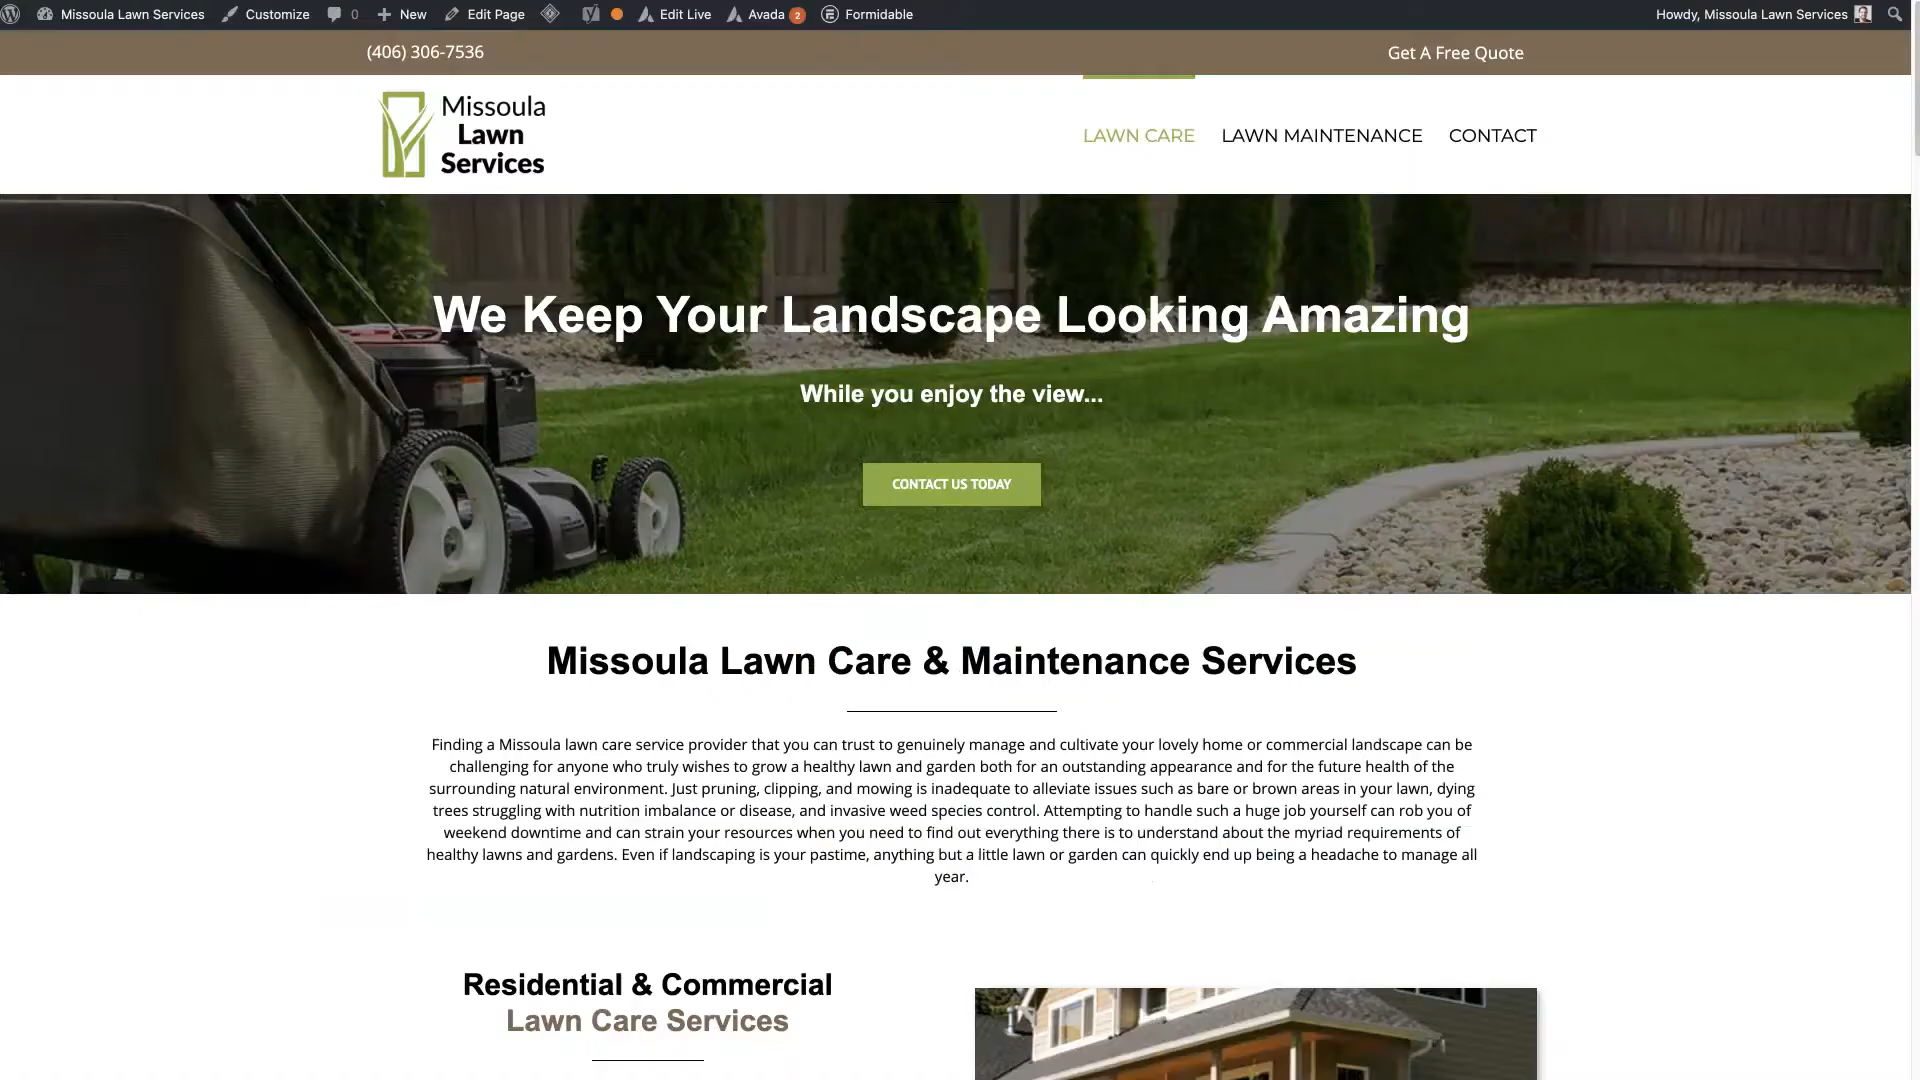 Missoula Lawn Services Customize 0 New Edit Page Edit Live Avada 2 Formidable Howdy, Missoula Lawn Services
(406) 306-7536 Get A Free Quote
Missoula
Lawn
Services
LAWN CARE LAWN MAINTENANCE CONTACT
We Keep Your Landscape Looking Amazing
While you enjoy the view...
CONTACT US TODAY
Missoula Lawn Care & Maintenance Services
Finding a Missoula lawn care service provider that you can trust to genuinely manage and cultivate your lovely home or commercial landscape can be
challenging for anyone who truly wishes to grow a healthy lawn and garden both for an outstanding appearance and for the future health of the
surrounding natural environment. Just pruning, clipping, and mowing is inadequate to alleviate issues such as bare or brown areas in your lawn, dying
trees struggling with nutrition imbalance or disease, and invasive weed species control. Attempting to handle such a huge job yourself can rob you of
weekend downtime and can strain your resources when you need to find out everything there is to understand about the myriad requirements of
healthy lawns and gardens. Even if landscaping is your pastime, anything but a little lawn or garden can quickly end up being a headache to manage all
year.
Residential & Commercial
Lawn Care Services